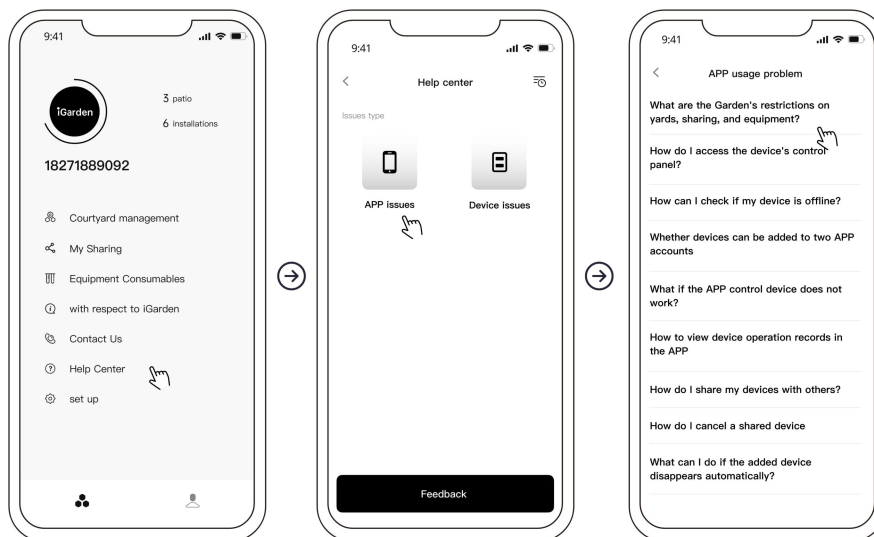 9:41
iGarden
3 patio
6 installations
18271889092
Courtyard management
My Sharing
Equipment Consumables
with respect to iGarden
Contact Us
Help Center
set up
9:41
Help center
Issues type
APP issues
Device issues
Feedback
9:41
APP usage problem
What are the Garden's restrictions on
yards, sharing, and equipment?
How do I access the device's control
panel?
How can I check if my device is offline?
Whether devices can be added to two APP
accounts
What if the APP control device does not
work?
How to view device operation records in
the APP
How do I share my devices with others?
How do I cancel a shared device
What can I do if the added device
disappears automatically?